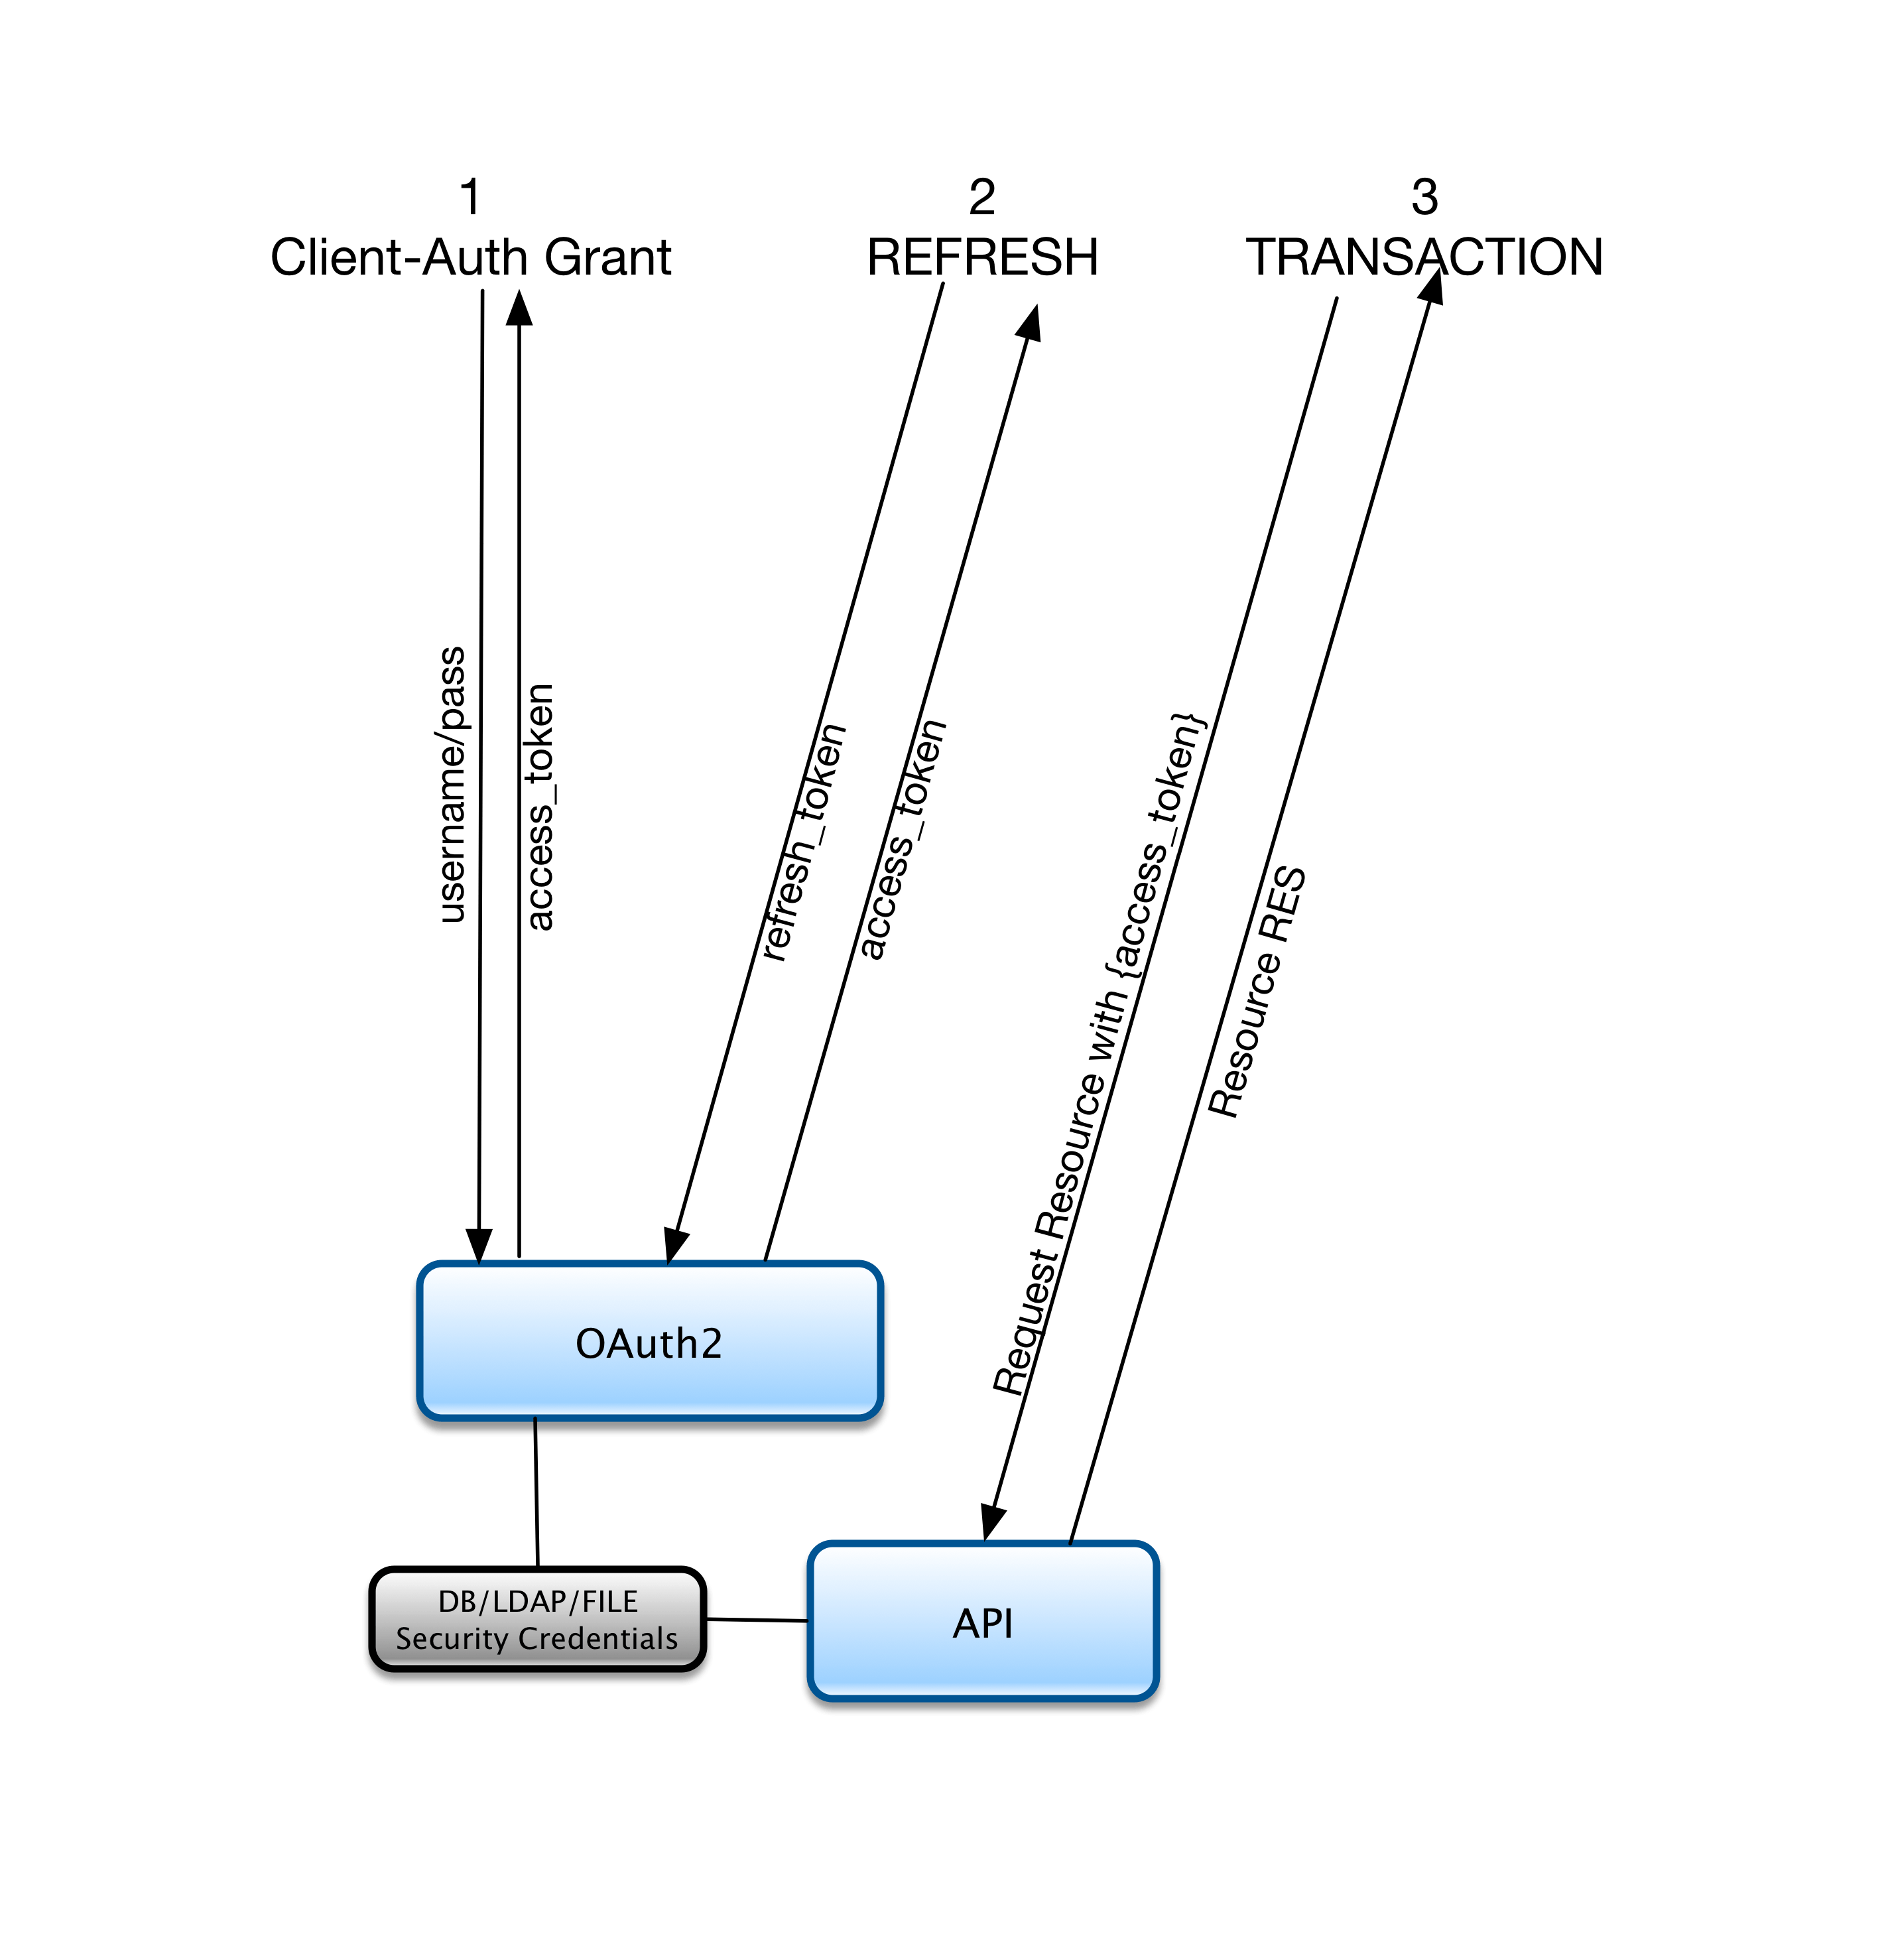 1
Client-Auth Grant
2
REFRESH
3
TRANSACTION
username/pass
access_token
refresh_token
access_token
Request Resource with {access_token}
Resource RES
OAuth2
DB/LDAP/FILE
Security Credentials
API